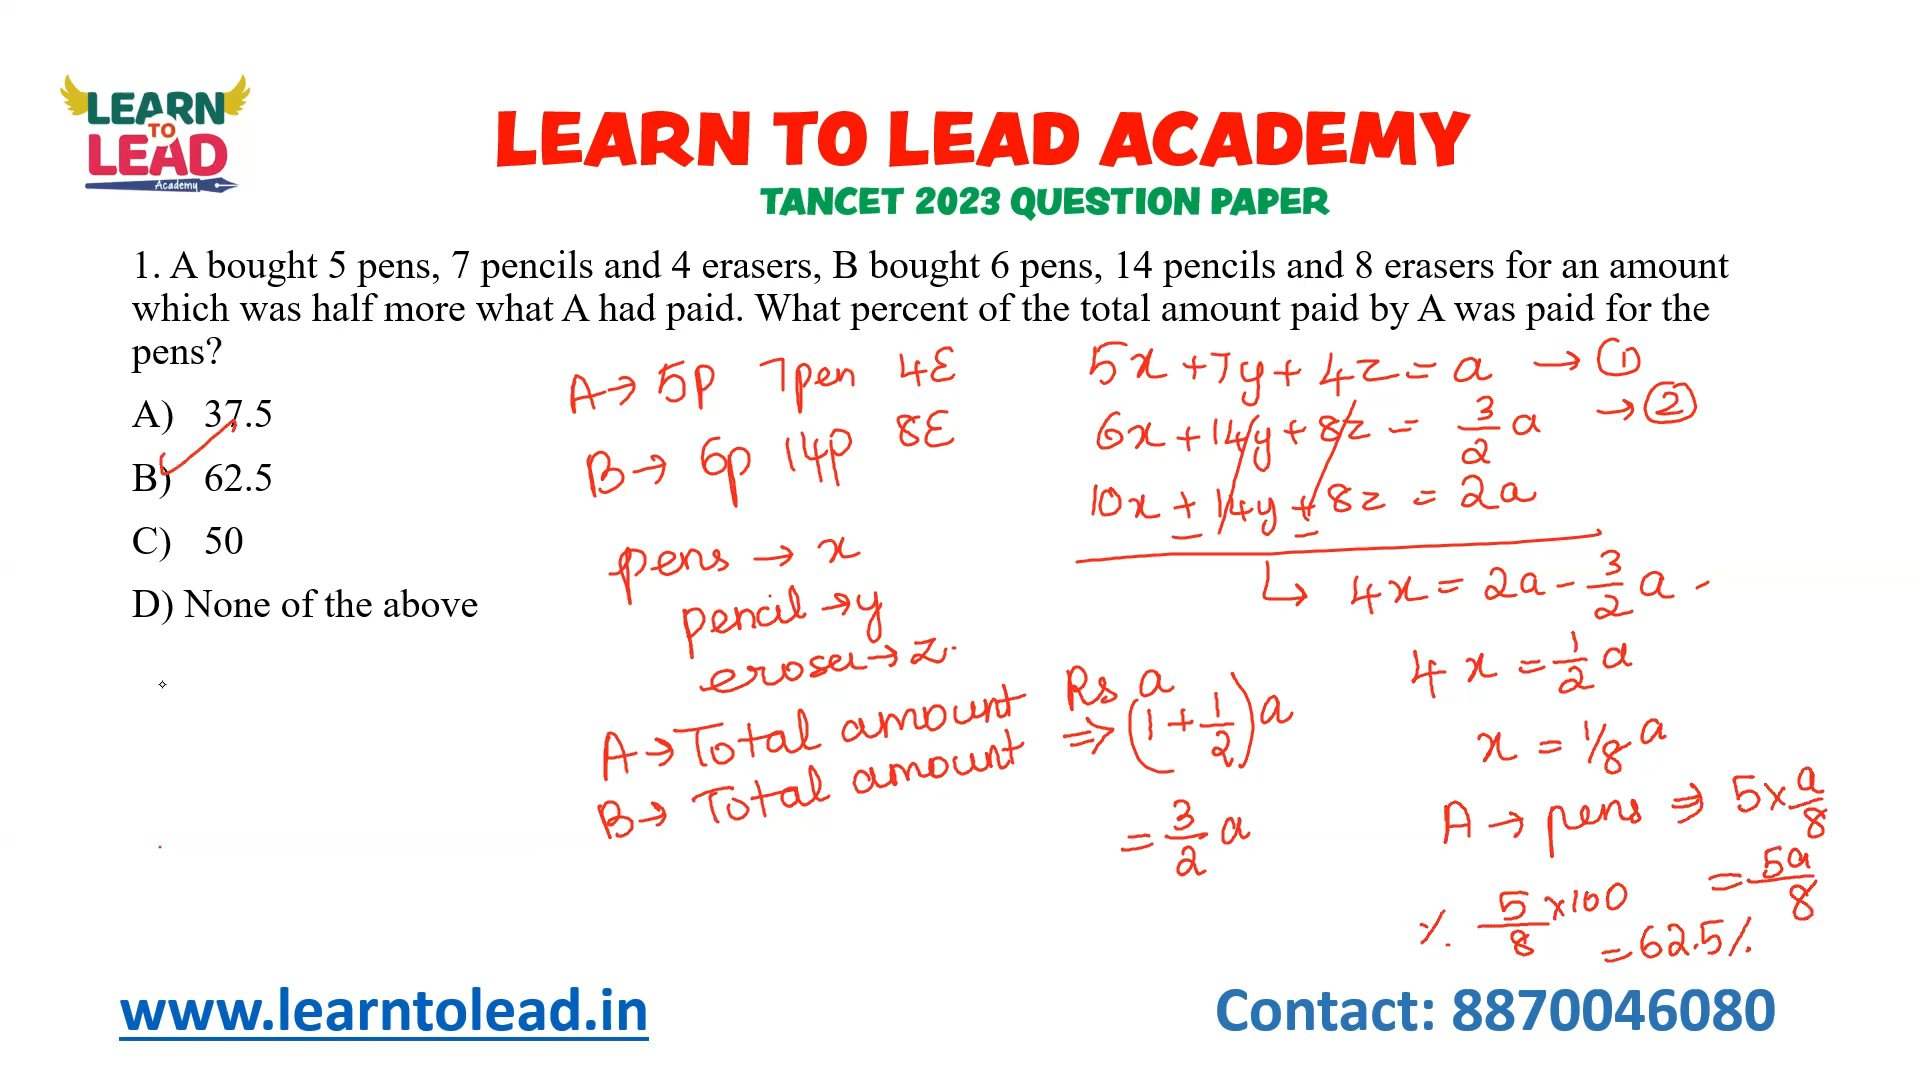 LEARN
TO
LEAD
Academy
LEARN TO LEAD ACADEMY
TANCET 2023 QUESTION PAPER
1. A bought 5 pens, 7 pencils and 4 erasers, B bought 6 pens, 14 pencils and 8 erasers for an amount
which was half more what A had paid. What percent of the total amount paid by A was paid for the
pens?
A) 37.5
B) 62.5
C) 50
D) None of the above
A → 5p 7pen 4E
B → 6p 14p 8E
pens → x
pencil → y
eroser → z.
A → Total amount Rs a
B → Total amount ⇒ (1 + 1/2) a
= 3/2 a
5x + 7y + 4z = a → ①
6x + 14y + 8z = 3/2 a → ②
10x + 14y + 8z = 2a
↳ 4x = 2a - 3/2 a -
4x = 1/2 a
x = 1/8 a
A → pens ⇒ 5 × a/8
= 5a/8
% 5/8 × 100
= 62.5%
www.learntolead.in
Contact: 8870046080